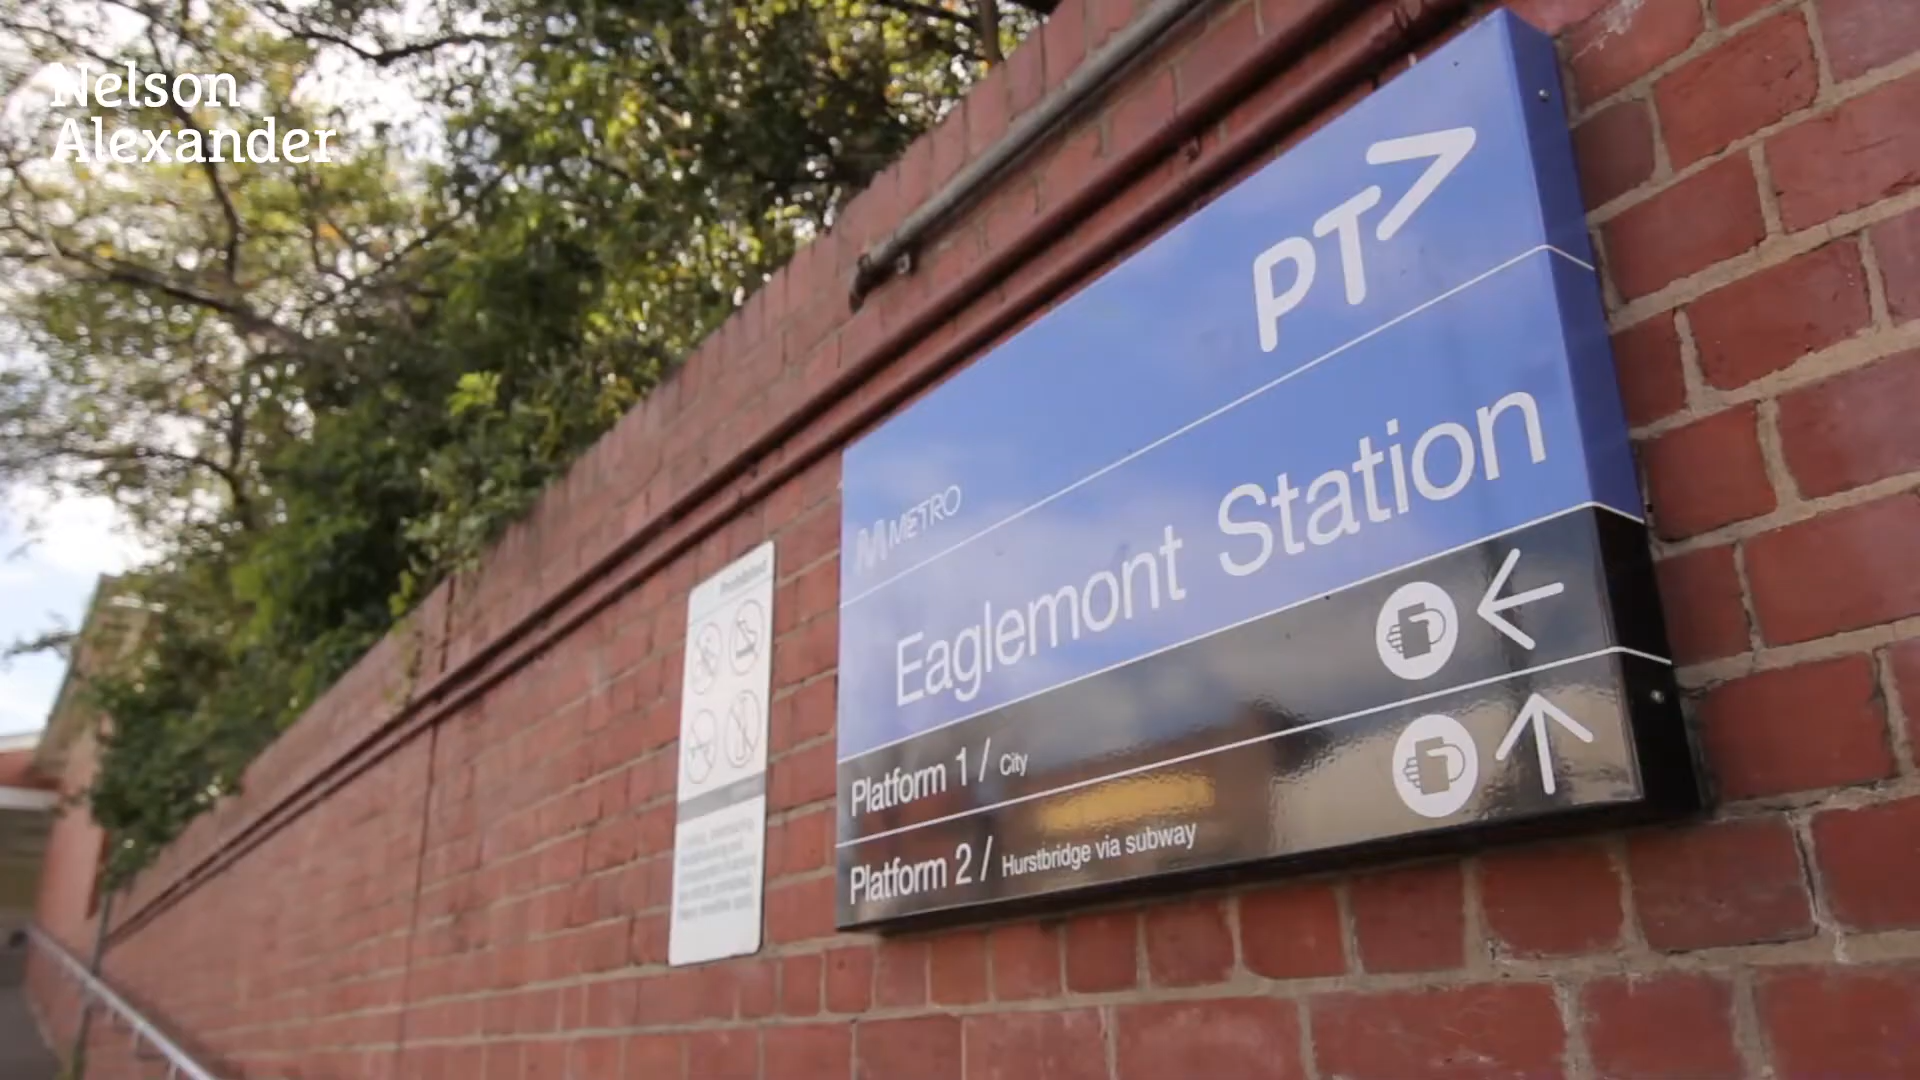 Nelson
Alexander
PT>
METRO
Eaglemont Station
Platform 1 / City
Platform 2 / Hurstbridge via subway